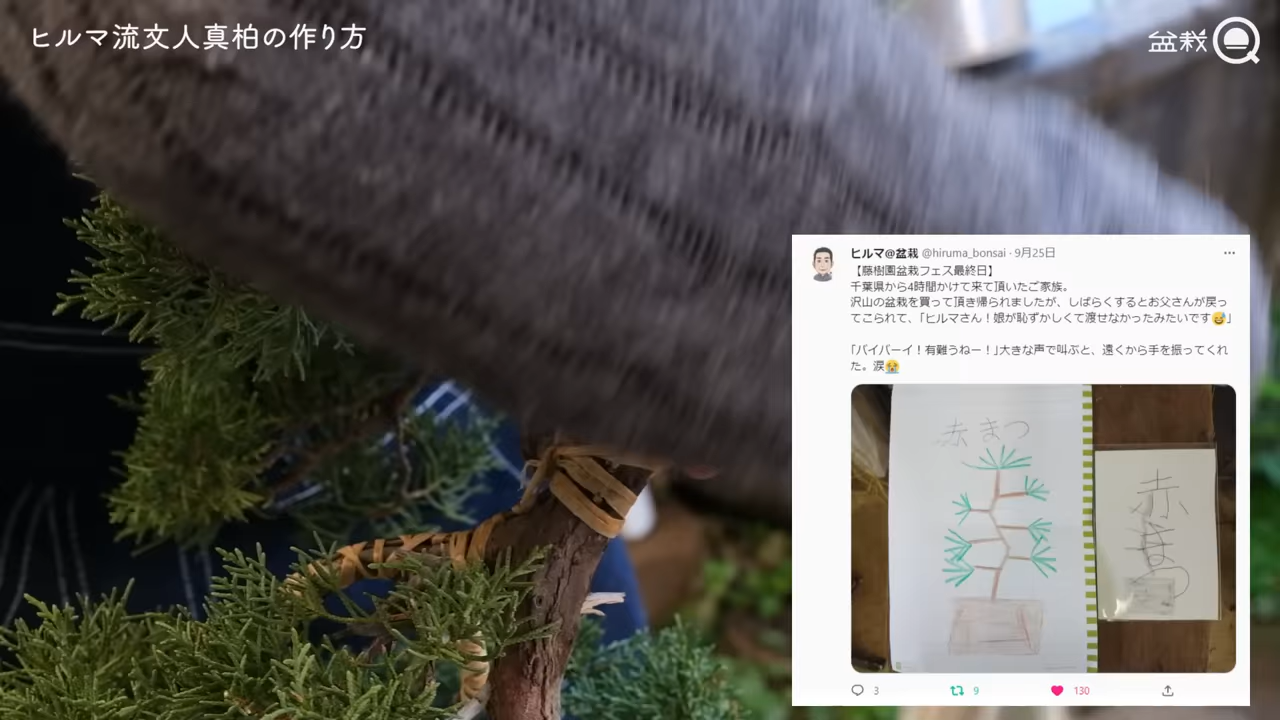 ヒルマ流文人真柏の作り方
盆栽Q
ヒルマ@盆栽 @hiruma_bonsai · 9月25日
【藤樹園盆栽フェス最終日】
千葉県から4時間かけて来て頂いたご家族。
沢山の盆栽を買って頂き帰られましたが、しばらくするとお父さんが戻っ
てこられて、「ヒルマさん！娘が恥ずかしくて渡せなかったみたいです😅」
「バイバーイ！有難うねー！」大きな声で叫ぶと、遠くから手を振ってくれ
た。涙😭
赤まつ
赤
まつ
3 9 130